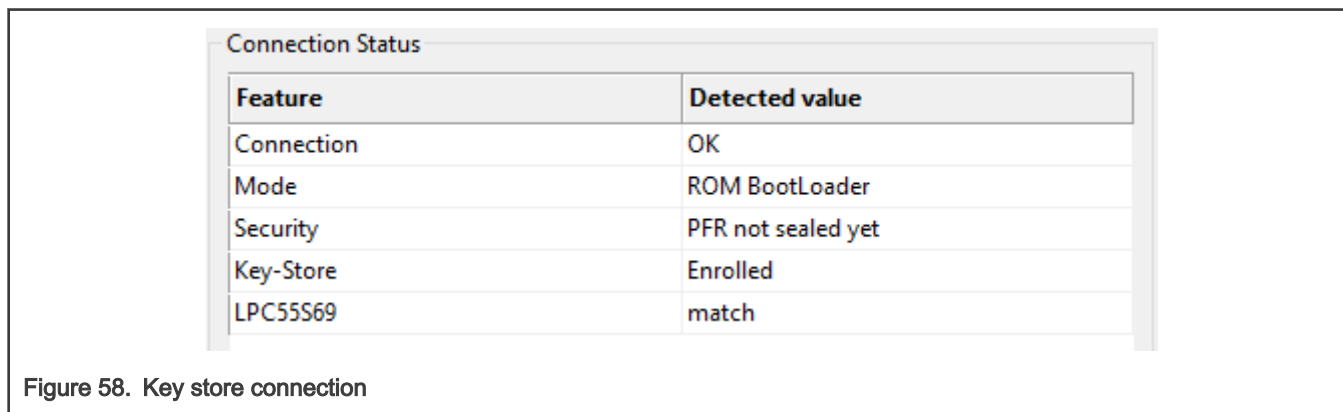 Connection Status
Feature Detected value
Connection OK
Mode ROM BootLoader
Security PFR not sealed yet
Key-Store Enrolled
LPC55S69 match
Figure 58. Key store connection